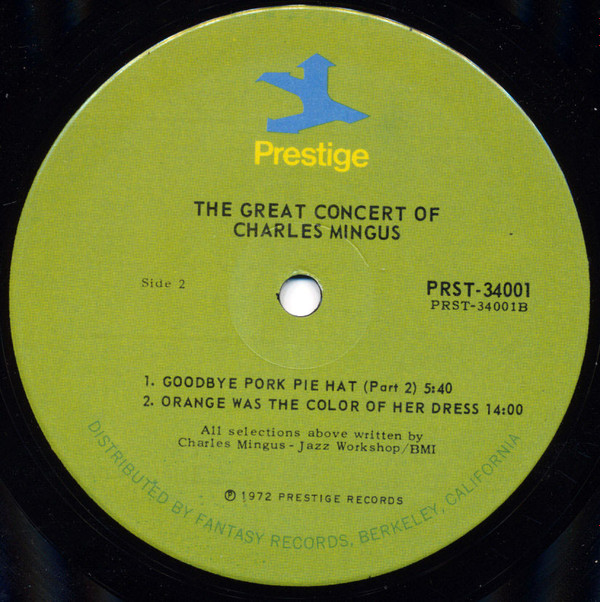 Prestige
THE GREAT CONCERT OF
CHARLES MINGUS
Side 2
PRST-34001
PRST-34001B
1. GOODBYE PORK PIE HAT (Part 2) 5:40
2. ORANGE WAS THE COLOR OF HER DRESS 14:00
All selections above written by
Charles Mingus - Jazz Workshop/BMI
℗ 1972 PRESTIGE RECORDS
DISTRIBUTED BY FANTASY RECORDS, BERKELEY, CALIFORNIA